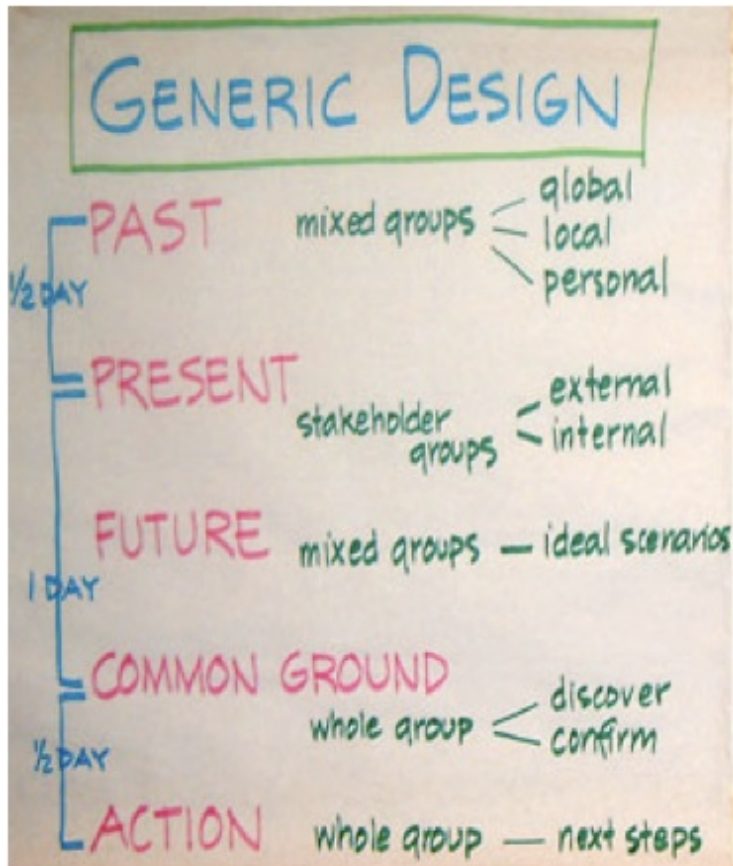 GENERIC DESIGN
PAST mixed groups global
local
personal
1/2 DAY
PRESENT
stakeholder groups external
internal
FUTURE mixed groups — ideal scenarios
1 DAY
COMMON GROUND
whole group discover
confirm
1/2 DAY
ACTION whole group — next steps